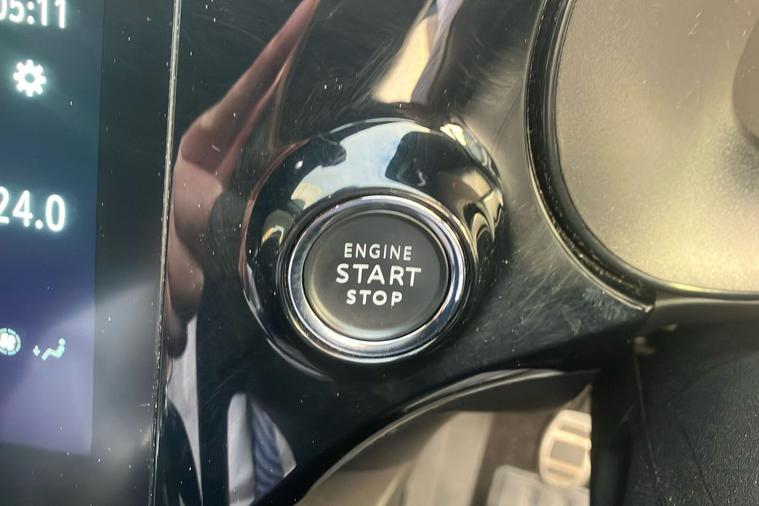 05:11
24.0
ENGINE
START
STOP